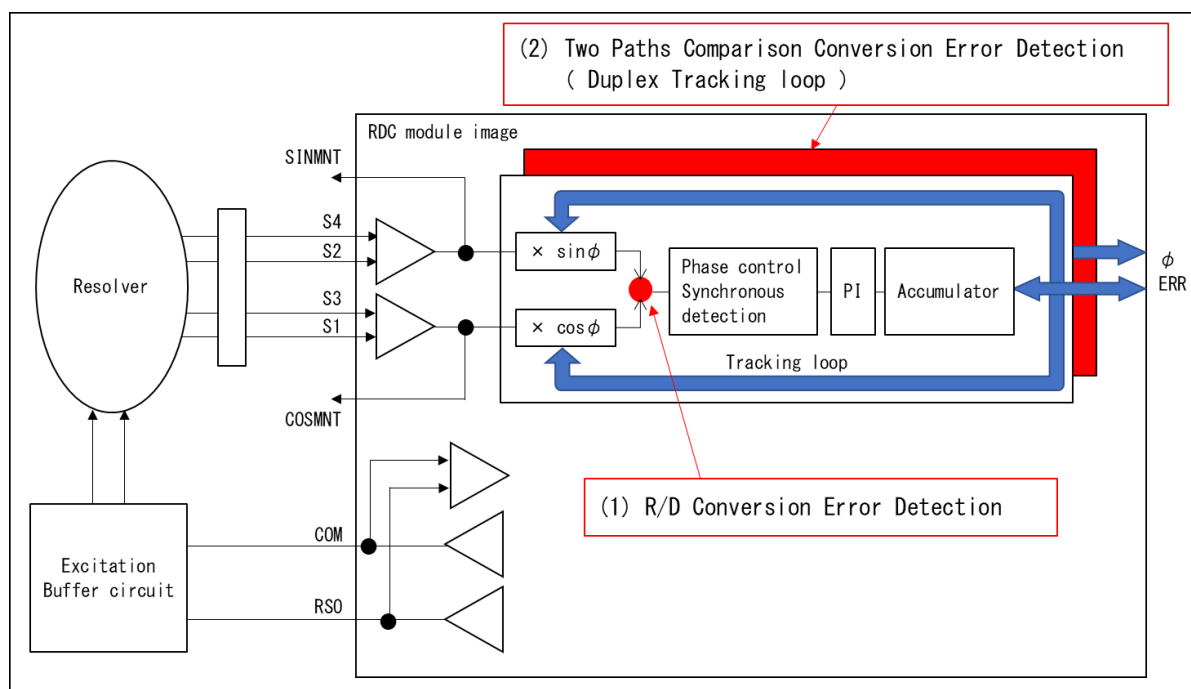 (2) Two Paths Comparison Conversion Error Detection
( Duplex Tracking loop )
RDC module image
SINMNT
S4
S2
Resolver
S3
S1
× sinφ
× cosφ
Phase control
Synchronous
detection
PI
Accumulator
φ
ERR
Tracking loop
COSMNT
(1) R/D Conversion Error Detection
COM
Excitation
Buffer circuit
RSO